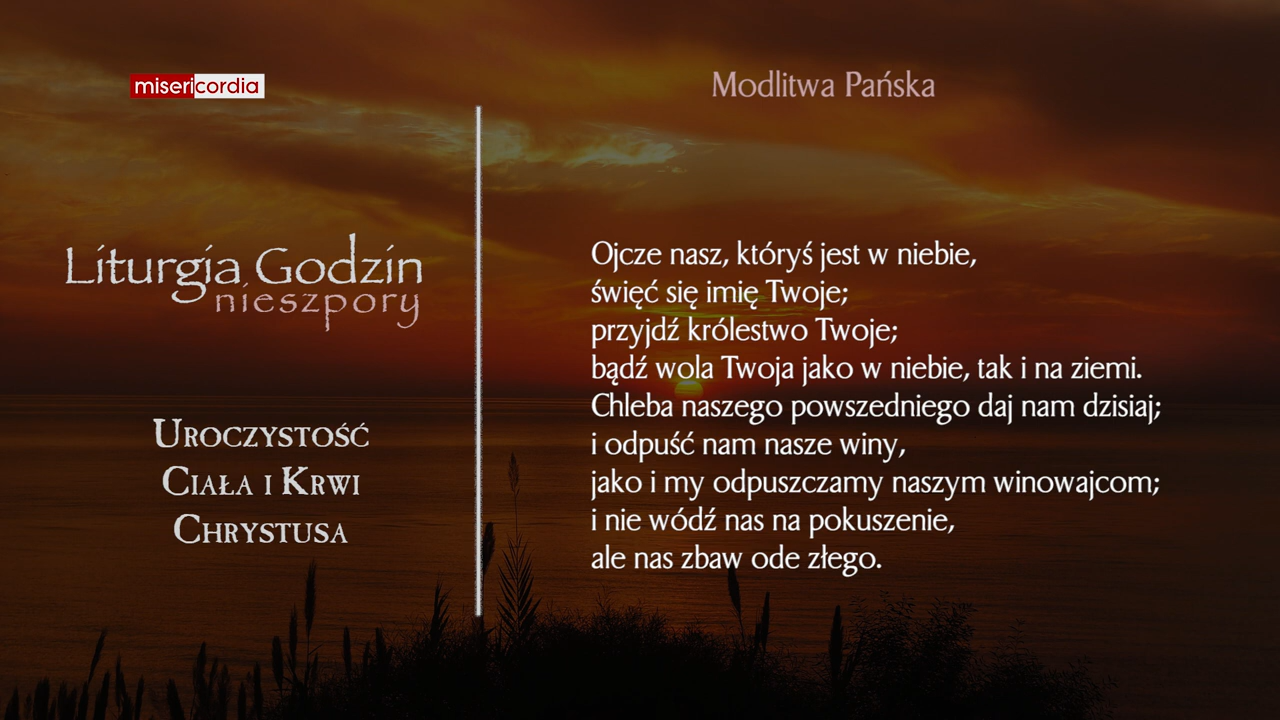 misericordia
Liturgia Godzin
nieszpory
Uroczystość
Ciała i Krwi
Chrystusa
Modlitwa Pańska
Ojcze nasz, któryś jest w niebie,
święć się imię Twoje;
przyjdź królestwo Twoje;
bądź wola Twoja jako w niebie, tak i na ziemi.
Chleba naszego powszedniego daj nam dzisiaj;
i odpuść nam nasze winy,
jako i my odpuszczamy naszym winowajcom;
i nie wódź nas na pokuszenie,
ale nas zbaw ode złego.